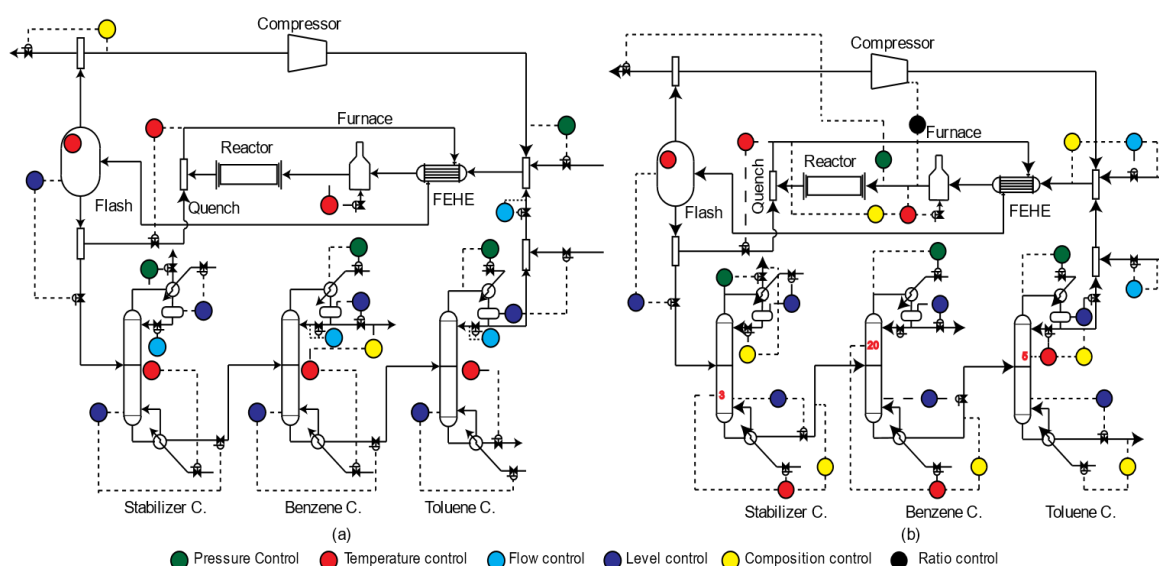 Compressor
Furnace
Reactor
Flash
Quench
FEHE
Stabilizer C.
Benzene C.
Toluene C.
(a)
Compressor
Furnace
Reactor
Flash
Quench
FEHE
3
20
5
Stabilizer C.
Benzene C.
Toluene C.
(b)
Pressure Control
Temperature control
Flow control
Level control
Composition control
Ratio control